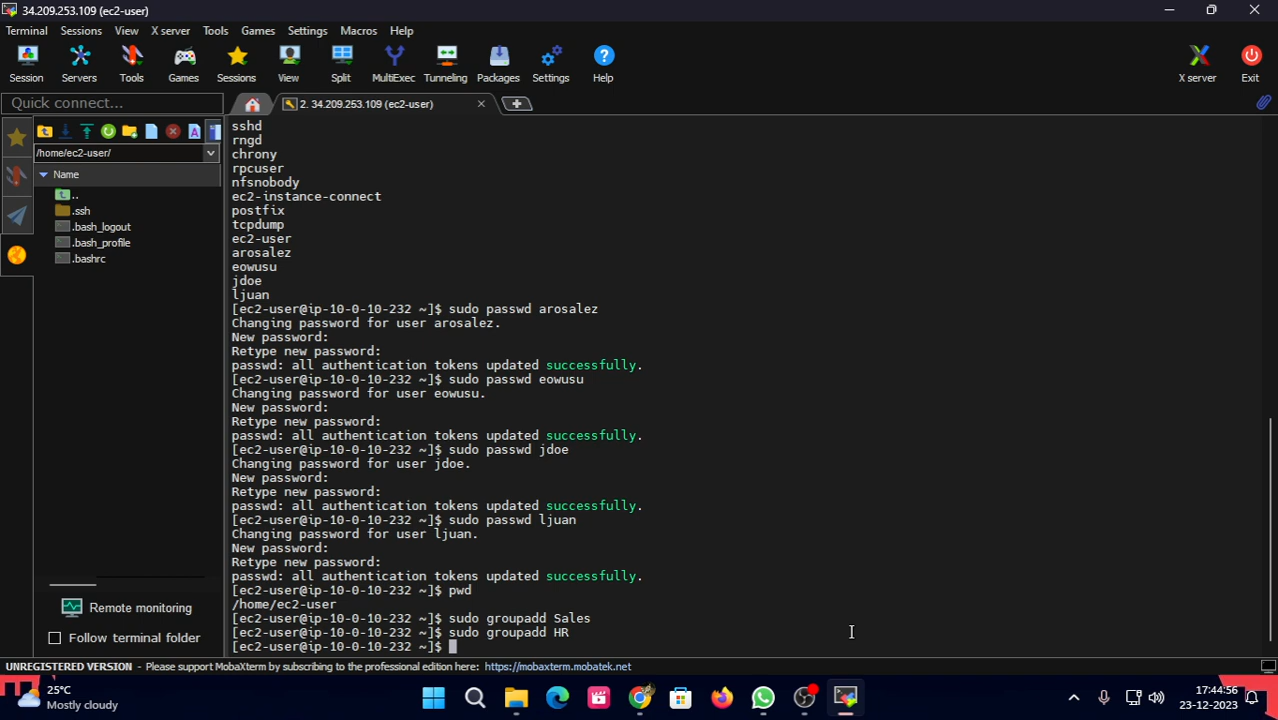 34.209.253.109 (ec2-user)
Terminal Sessions View X server Tools Games Settings Macros Help
Session Servers Tools Games Sessions View Split MultiExec Tunneling Packages Settings Help X server Exit
Quick connect...
2. 34.209.253.109 (ec2-user)
/home/ec2-user/
Name
..
.ssh
.bash_logout
.bash_profile
.bashrc
Remote monitoring
Follow terminal folder
sshd
rngd
chrony
rpcuser
nfsnobody
ec2-instance-connect
postfix
tcpdump
ec2-user
arosalez
eowusu
jdoe
ljuan
[ec2-user@ip-10-0-10-232 ~]$ sudo passwd arosalez
Changing password for user arosalez.
New password:
Retype new password:
passwd: all authentication tokens updated successfully.
[ec2-user@ip-10-0-10-232 ~]$ sudo passwd eowusu
Changing password for user eowusu.
New password:
Retype new password:
passwd: all authentication tokens updated successfully.
[ec2-user@ip-10-0-10-232 ~]$ sudo passwd jdoe
Changing password for user jdoe.
New password:
Retype new password:
passwd: all authentication tokens updated successfully.
[ec2-user@ip-10-0-10-232 ~]$ sudo passwd ljuan
Changing password for user ljuan.
New password:
Retype new password:
passwd: all authentication tokens updated successfully.
[ec2-user@ip-10-0-10-232 ~]$ pwd
/home/ec2-user
[ec2-user@ip-10-0-10-232 ~]$ sudo groupadd Sales
[ec2-user@ip-10-0-10-232 ~]$ sudo groupadd HR
[ec2-user@ip-10-0-10-232 ~]$
UNREGISTERED VERSION - Please support MobaXterm by subscribing to the professional edition here: https://mobaxterm.mobatek.net
25°C
Mostly cloudy
17:44:56
23-12-2023